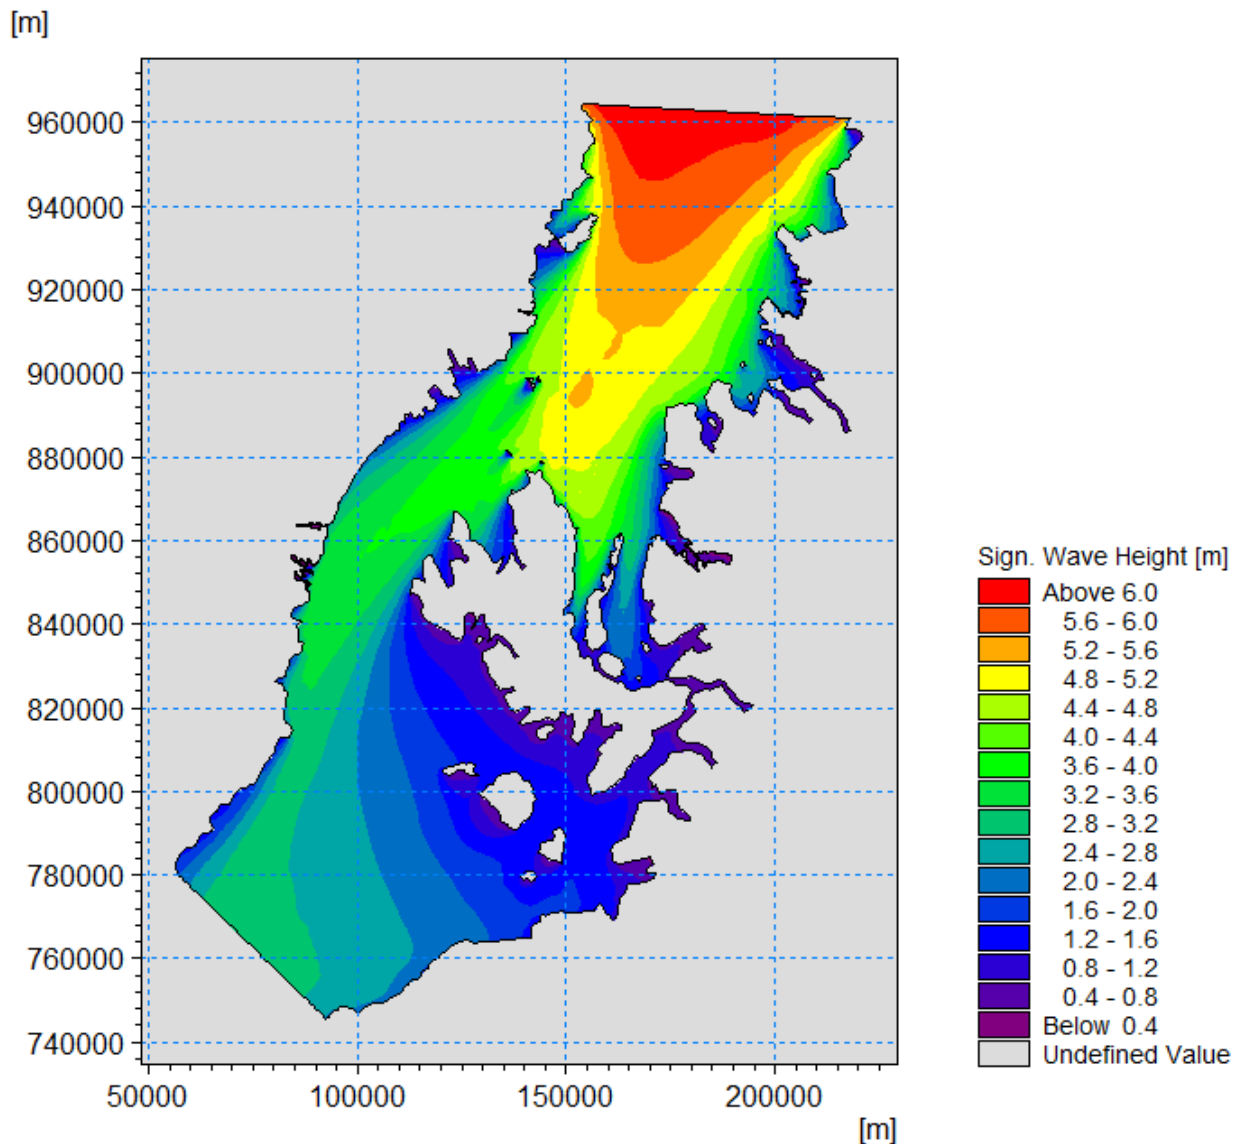 [m]
960000
940000
920000
900000
880000
860000
840000
820000
800000
780000
760000
740000
50000 100000 150000 200000
[m]
Sign. Wave Height [m]
Above 6.0
5.6 - 6.0
5.2 - 5.6
4.8 - 5.2
4.4 - 4.8
4.0 - 4.4
3.6 - 4.0
3.2 - 3.6
2.8 - 3.2
2.4 - 2.8
2.0 - 2.4
1.6 - 2.0
1.2 - 1.6
0.8 - 1.2
0.4 - 0.8
Below 0.4
Undefined Value